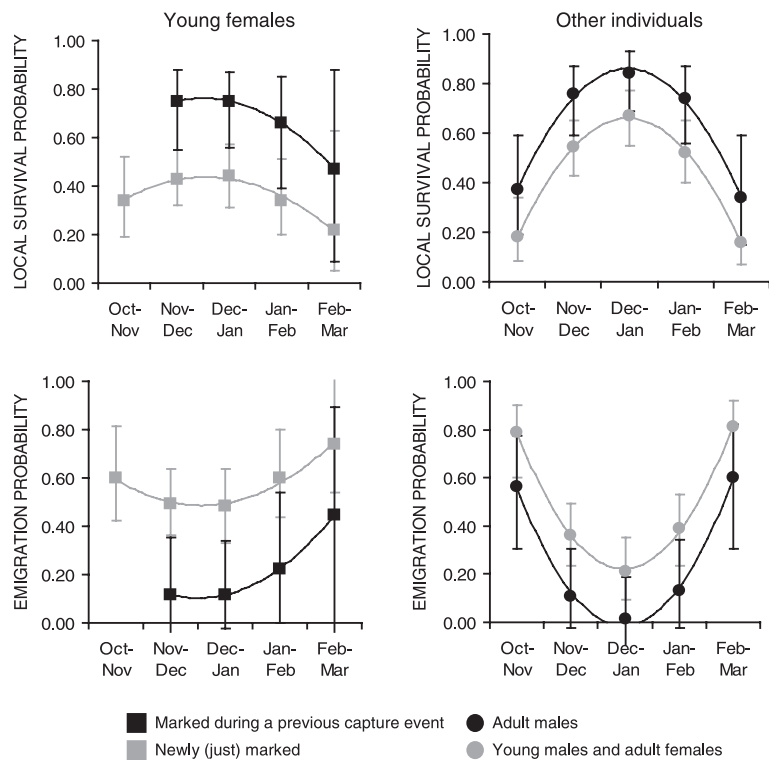 Young females
Other individuals
LOCAL SURVIVAL PROBABILITY
1.00
0.80
0.60
0.40
0.20
0.00
Oct-
Nov
Nov-
Dec
Dec-
Jan
Jan-
Feb
Feb-
Mar
LOCAL SURVIVAL PROBABILITY
1.00
0.80
0.60
0.40
0.20
0.00
Oct-
Nov
Nov-
Dec
Dec-
Jan
Jan-
Feb
Feb-
Mar
EMIGRATION PROBABILITY
1.00
0.80
0.60
0.40
0.20
0.00
Oct-
Nov
Nov-
Dec
Dec-
Jan
Jan-
Feb
Feb-
Mar
EMIGRATION PROBABILITY
1.00
0.80
0.60
0.40
0.20
0.00
Oct-
Nov
Nov-
Dec
Dec-
Jan
Jan-
Feb
Feb-
Mar
Marked during a previous capture event
Newly (just) marked
Adult males
Young males and adult females